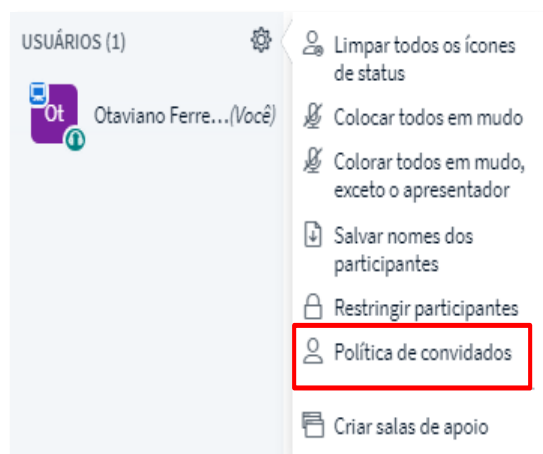 USUÁRIOS (1)
Ot
Otaviano Ferre...(Você)
Limpar todos os ícones
de status
Colocar todos em mudo
Colorar todos em mudo,
exceto o apresentador
Salvar nomes dos
participantes
Restringir participantes
Política de convidados
Criar salas de apoio